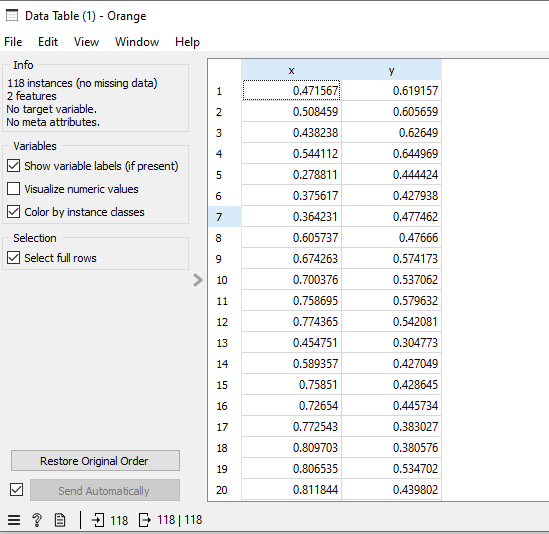 Data Table (1) - Orange
File Edit View Window Help
Info
118 instances (no missing data)
2 features
No target variable.
No meta attributes.
Variables
Show variable labels (if present)
Visualize numeric values
Color by instance classes
Selection
Select full rows
Restore Original Order
Send Automatically
? 118 118 | 118
x y
1 0.471567 0.619157
2 0.508459 0.605659
3 0.438238 0.62649
4 0.544112 0.644969
5 0.278811 0.444424
6 0.375617 0.427938
7 0.364231 0.477462
8 0.605737 0.47666
9 0.674263 0.574173
10 0.700376 0.537062
11 0.758695 0.579632
12 0.774365 0.542081
13 0.454751 0.304773
14 0.589357 0.427049
15 0.75851 0.428645
16 0.72654 0.445734
17 0.772543 0.383027
18 0.809703 0.380576
19 0.806535 0.534702
20 0.811844 0.439802